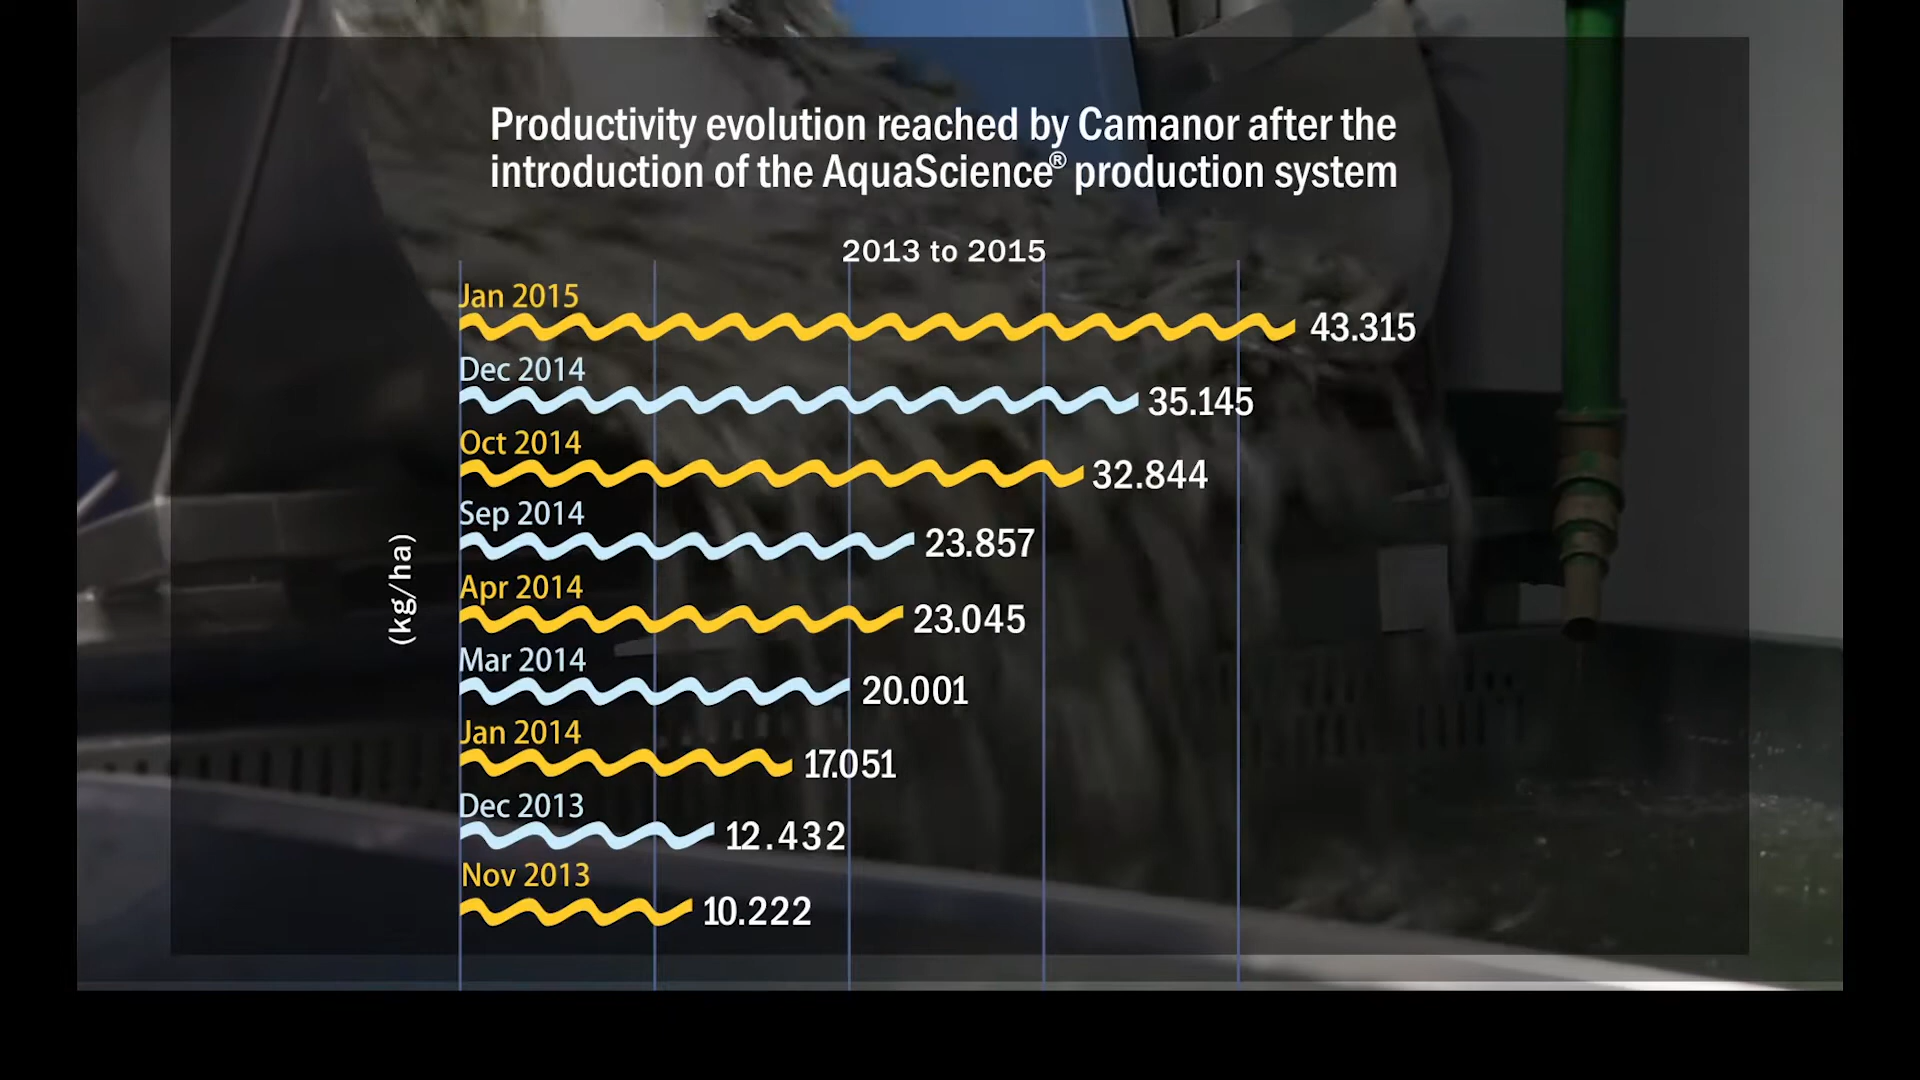 Productivity evolution reached by Camanor after the
introduction of the AquaScience® production system
2013 to 2015
Jan 2015
43.315
Dec 2014
35.145
Oct 2014
32.844
Sep 2014
23.857
(kg/ha)
Apr 2014
23.045
Mar 2014
20.001
Jan 2014
17.051
Dec 2013
12.432
Nov 2013
10.222